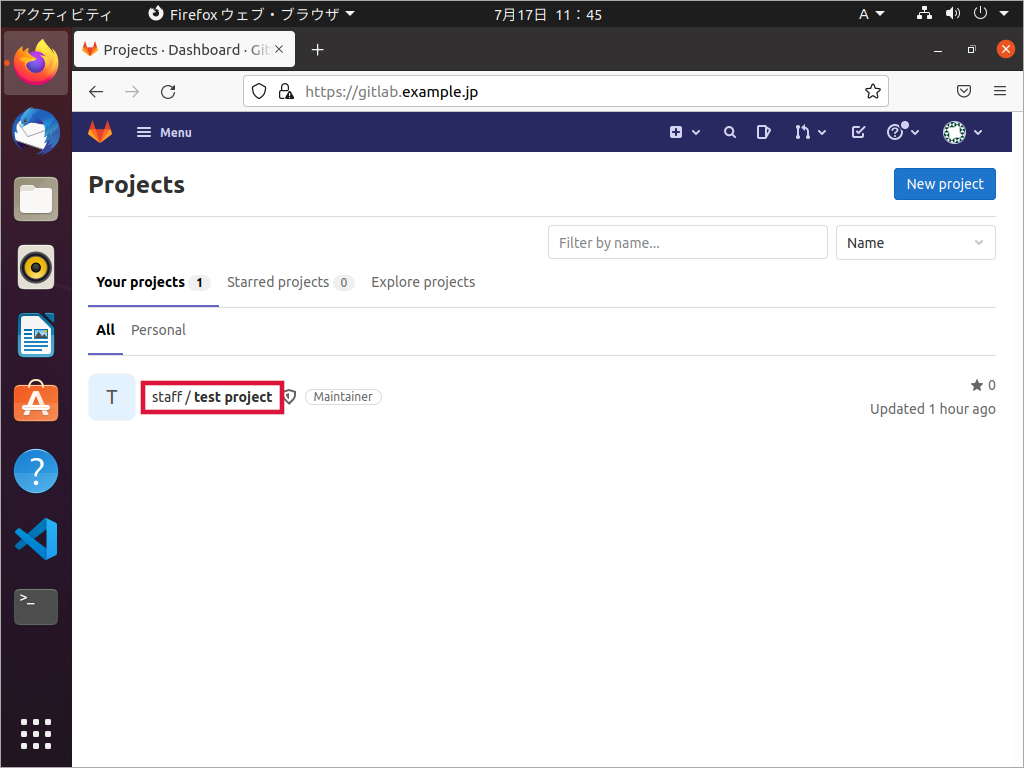 アクティビティ Firefox ウェブ・ブラウザ 7月17日 11：45 A
Projects · Dashboard · Git
https://gitlab.example.jp
Menu
Projects
New project
Filter by name...
Name
Your projects 1 Starred projects 0 Explore projects
All Personal
T staff / test project Maintainer 0
Updated 1 hour ago